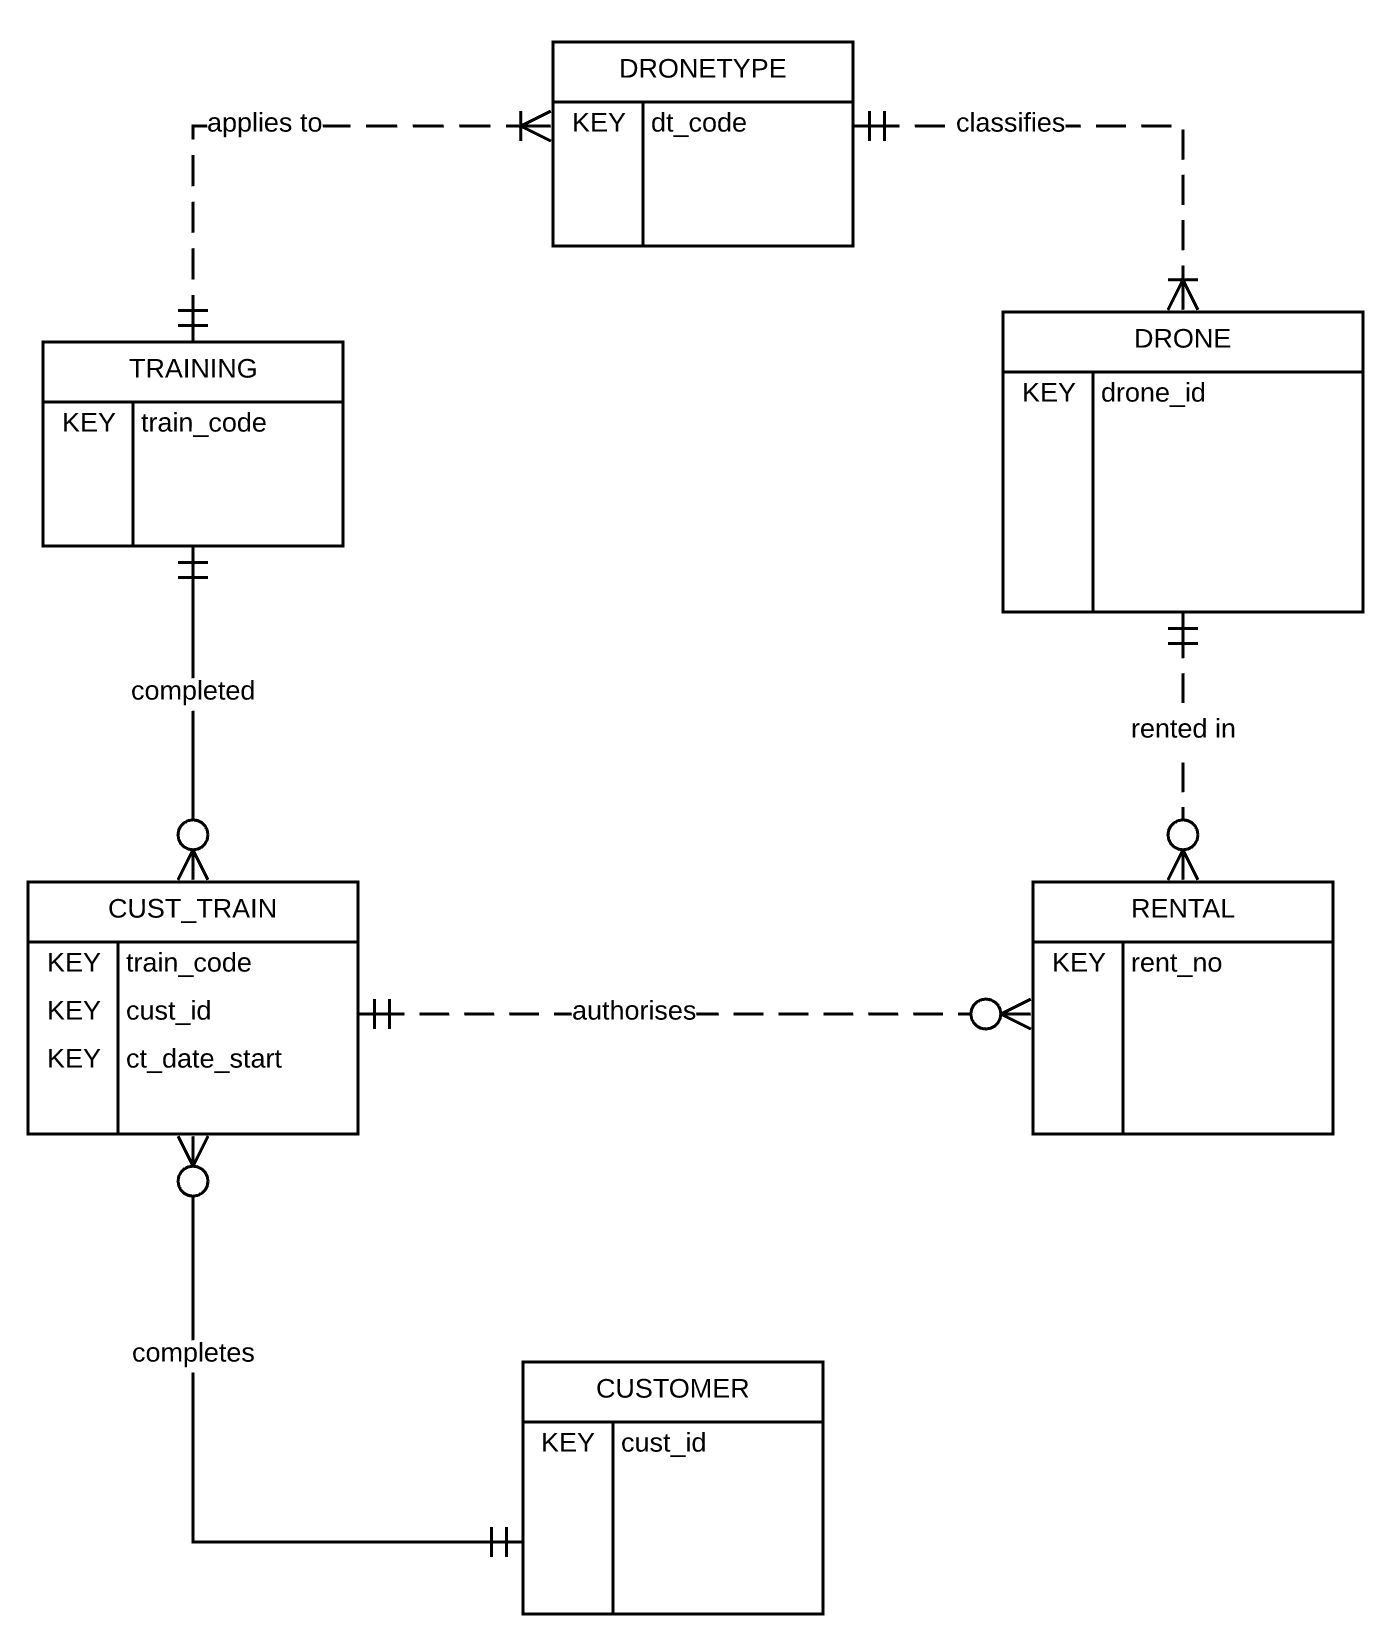 DRONETYPE
KEY dt_code
applies to
classifies
TRAINING
KEY train_code
DRONE
KEY drone_id
completed
rented in
CUST_TRAIN
KEY train_code
KEY cust_id
KEY ct_date_start
authorises
RENTAL
KEY rent_no
completes
CUSTOMER
KEY cust_id